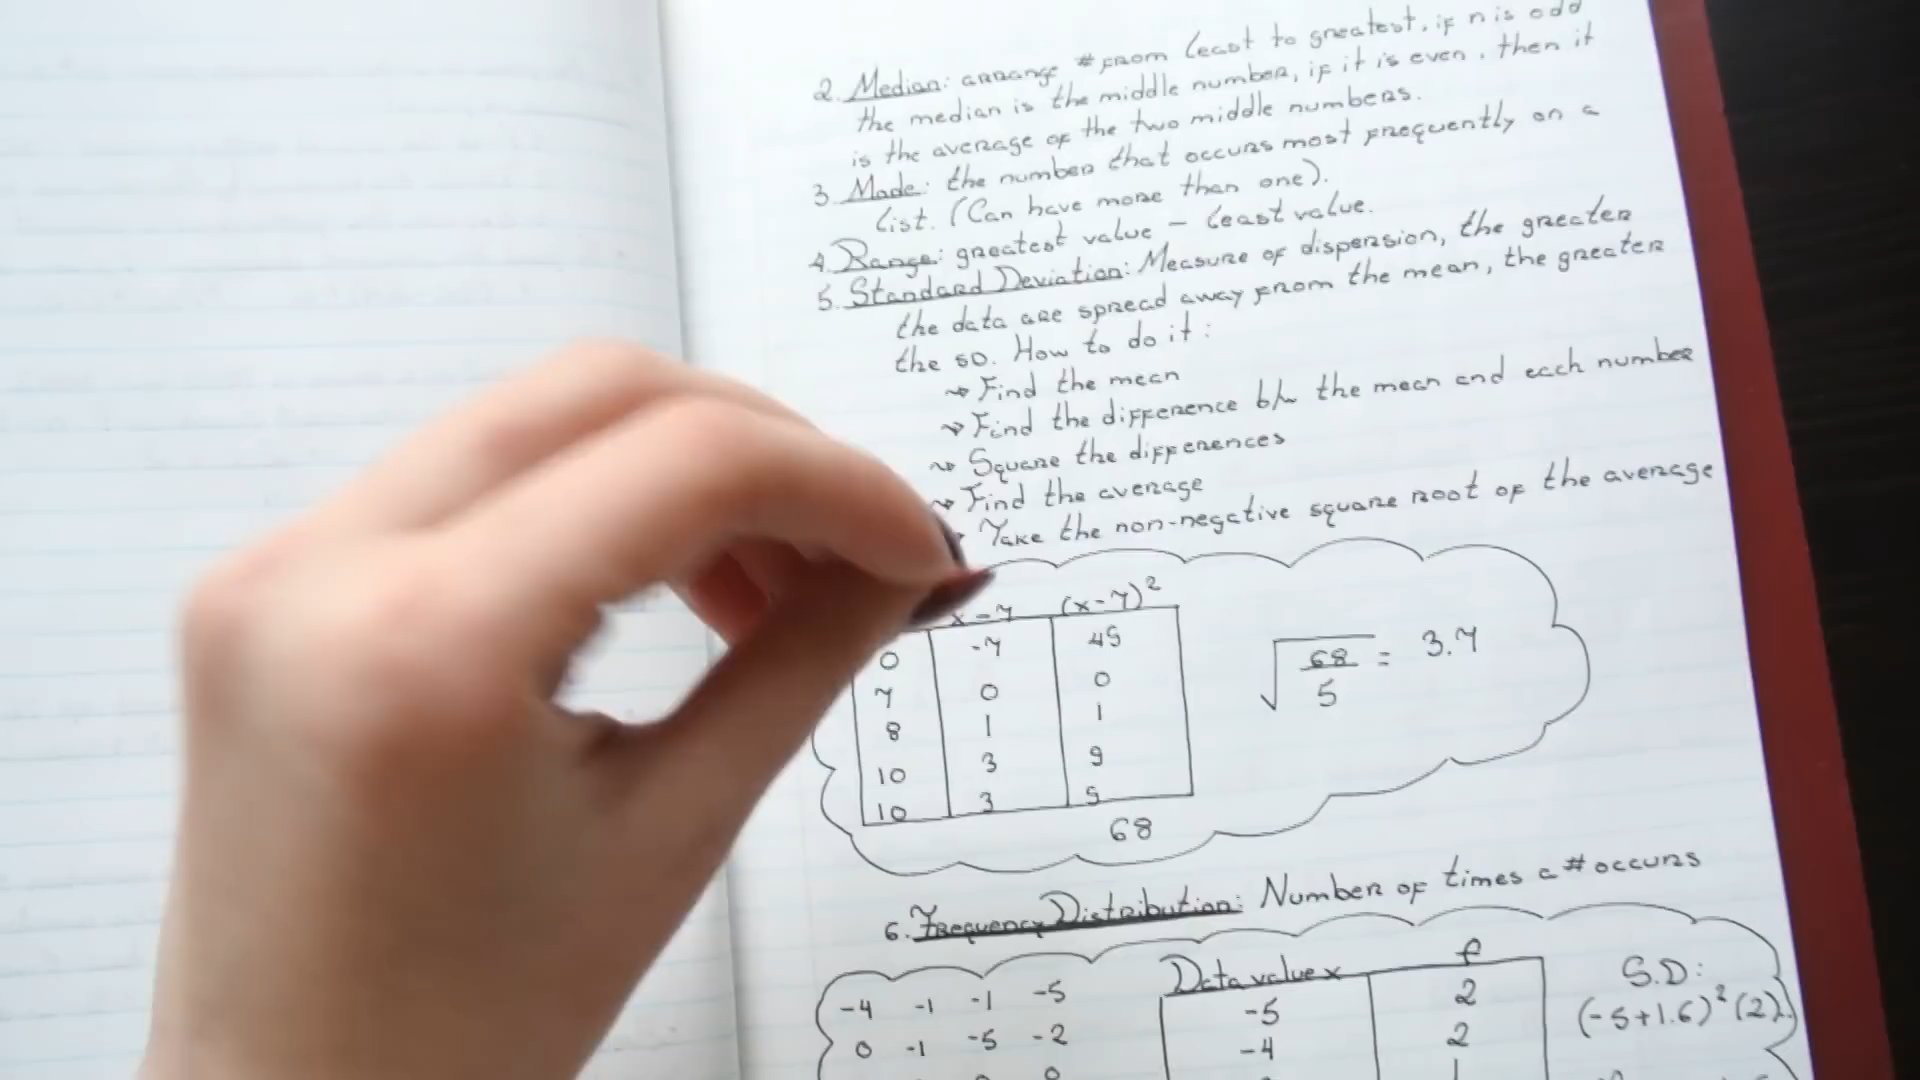 2. Median: arrange # from least to greatest, if n is odd
the median is the middle number, if it is even, then it
is the average of the two middle numbers.
3. Mode: the number that occurs most frequently on a
list. (Can have more than one).
4. Range: greatest value - least value.
5. Standard Deviation: Measure of dispersion, the greater
the data are spread away from the mean, the greater
the SD. How to do it:
Find the mean
Find the difference b/w the mean and each number
Square the differences
Find the average
Take the non-negative square root of the average
x-7 (x-7)²
0 -7 49
7 0 0
8 1 1
10 3 9
10 3 9
68
√68/5 = 3.7
6. Frequency Distribution: Number of times a # occurs
-4 -1 -1 -5
0 -1 -5 -2
Data value x f
-5 2
-4 2
S.D:
(-5+1.6)²(2)